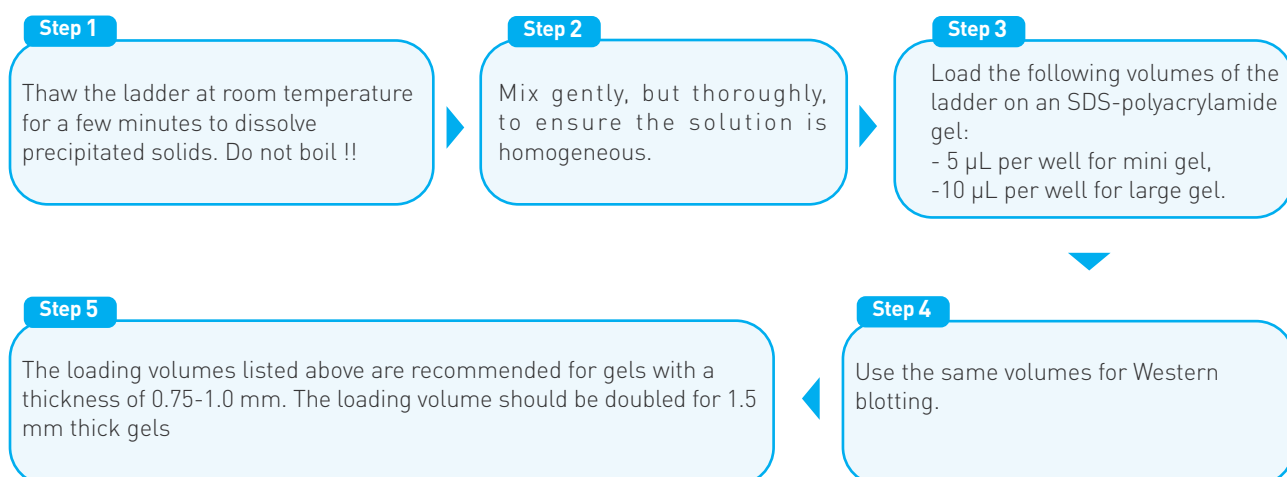 Step 1
Thaw the ladder at room temperature
for a few minutes to dissolve
precipitated solids. Do not boil !!
Step 2
Mix gently, but thoroughly,
to ensure the solution is
homogeneous.
Step 3
Load the following volumes of the
ladder on an SDS-polyacrylamide
gel:
- 5 µL per well for mini gel,
-10 µL per well for large gel.
Step 4
Use the same volumes for Western
blotting.
Step 5
The loading volumes listed above are recommended for gels with a
thickness of 0.75-1.0 mm. The loading volume should be doubled for 1.5
mm thick gels